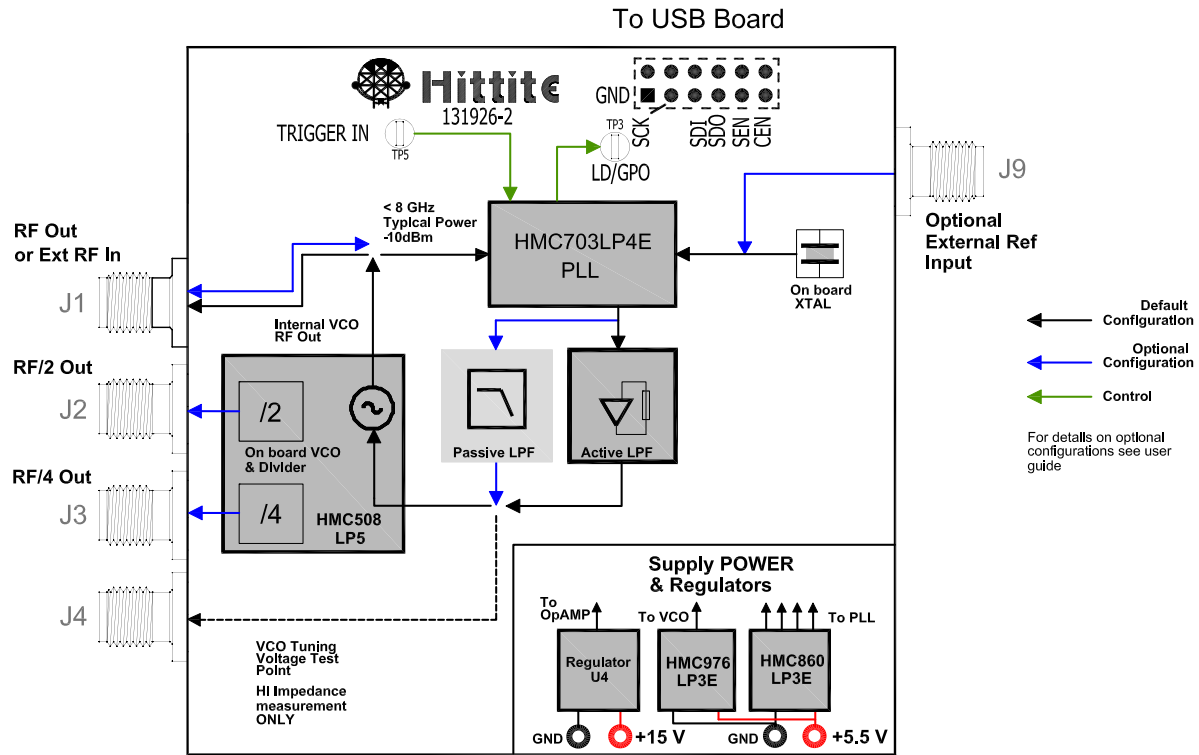 To USB Board
Hittite
131926-2
GND
SCK
SDI
SDO
SEN
CEN
TRIGGER IN
TP5
TP3
LD/GPO
J9
Optional
External Ref
Input
< 8 GHz
Typical Power
-10dBm
HMC703LP4E
PLL
On board
XTAL
RF Out
or Ext RF In
J1
Internal VCO
RF Out
RF/2 Out
J2
/2
On board VCO
& Divider
RF/4 Out
J3
/4
HMC508
LP5
Passive LPF
Active LPF
Default
Configuration
Optional
Configuration
Control
For details on optional
configurations see user
guide
J4
VCO Tuning
Voltage Test
Point
HI Impedance
measurement
ONLY
Supply POWER
& Regulators
To
OpAMP
To VCO
To PLL
Regulator
U4
HMC976
LP3E
HMC860
LP3E
GND
+15 V
GND
+5.5 V